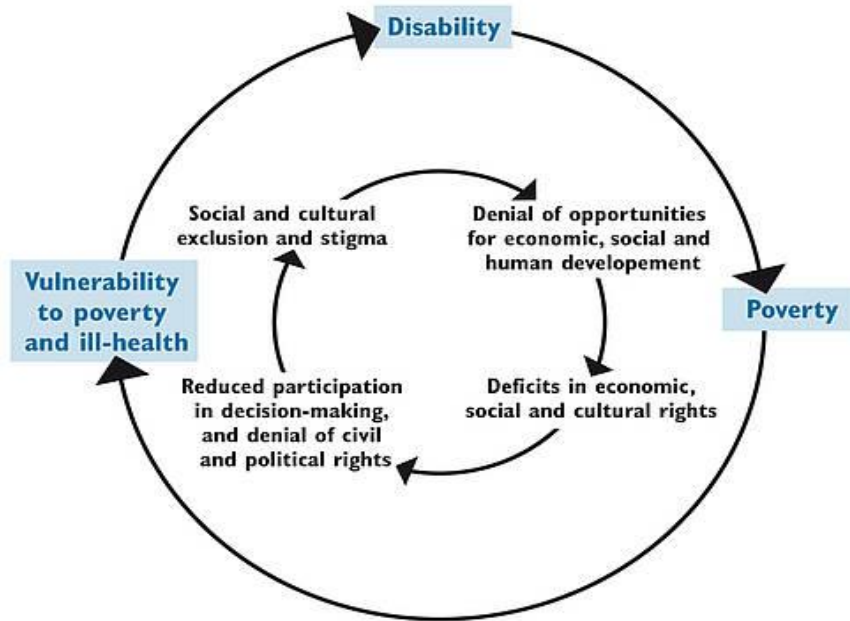 Disability
Social and cultural
exclusion and stigma
Denial of opportunities
for economic, social and
human developement
Vulnerability
to poverty
and ill-health
Poverty
Reduced participation
in decision-making,
and denial of civil
and political rights
Deficits in economic,
social and cultural rights